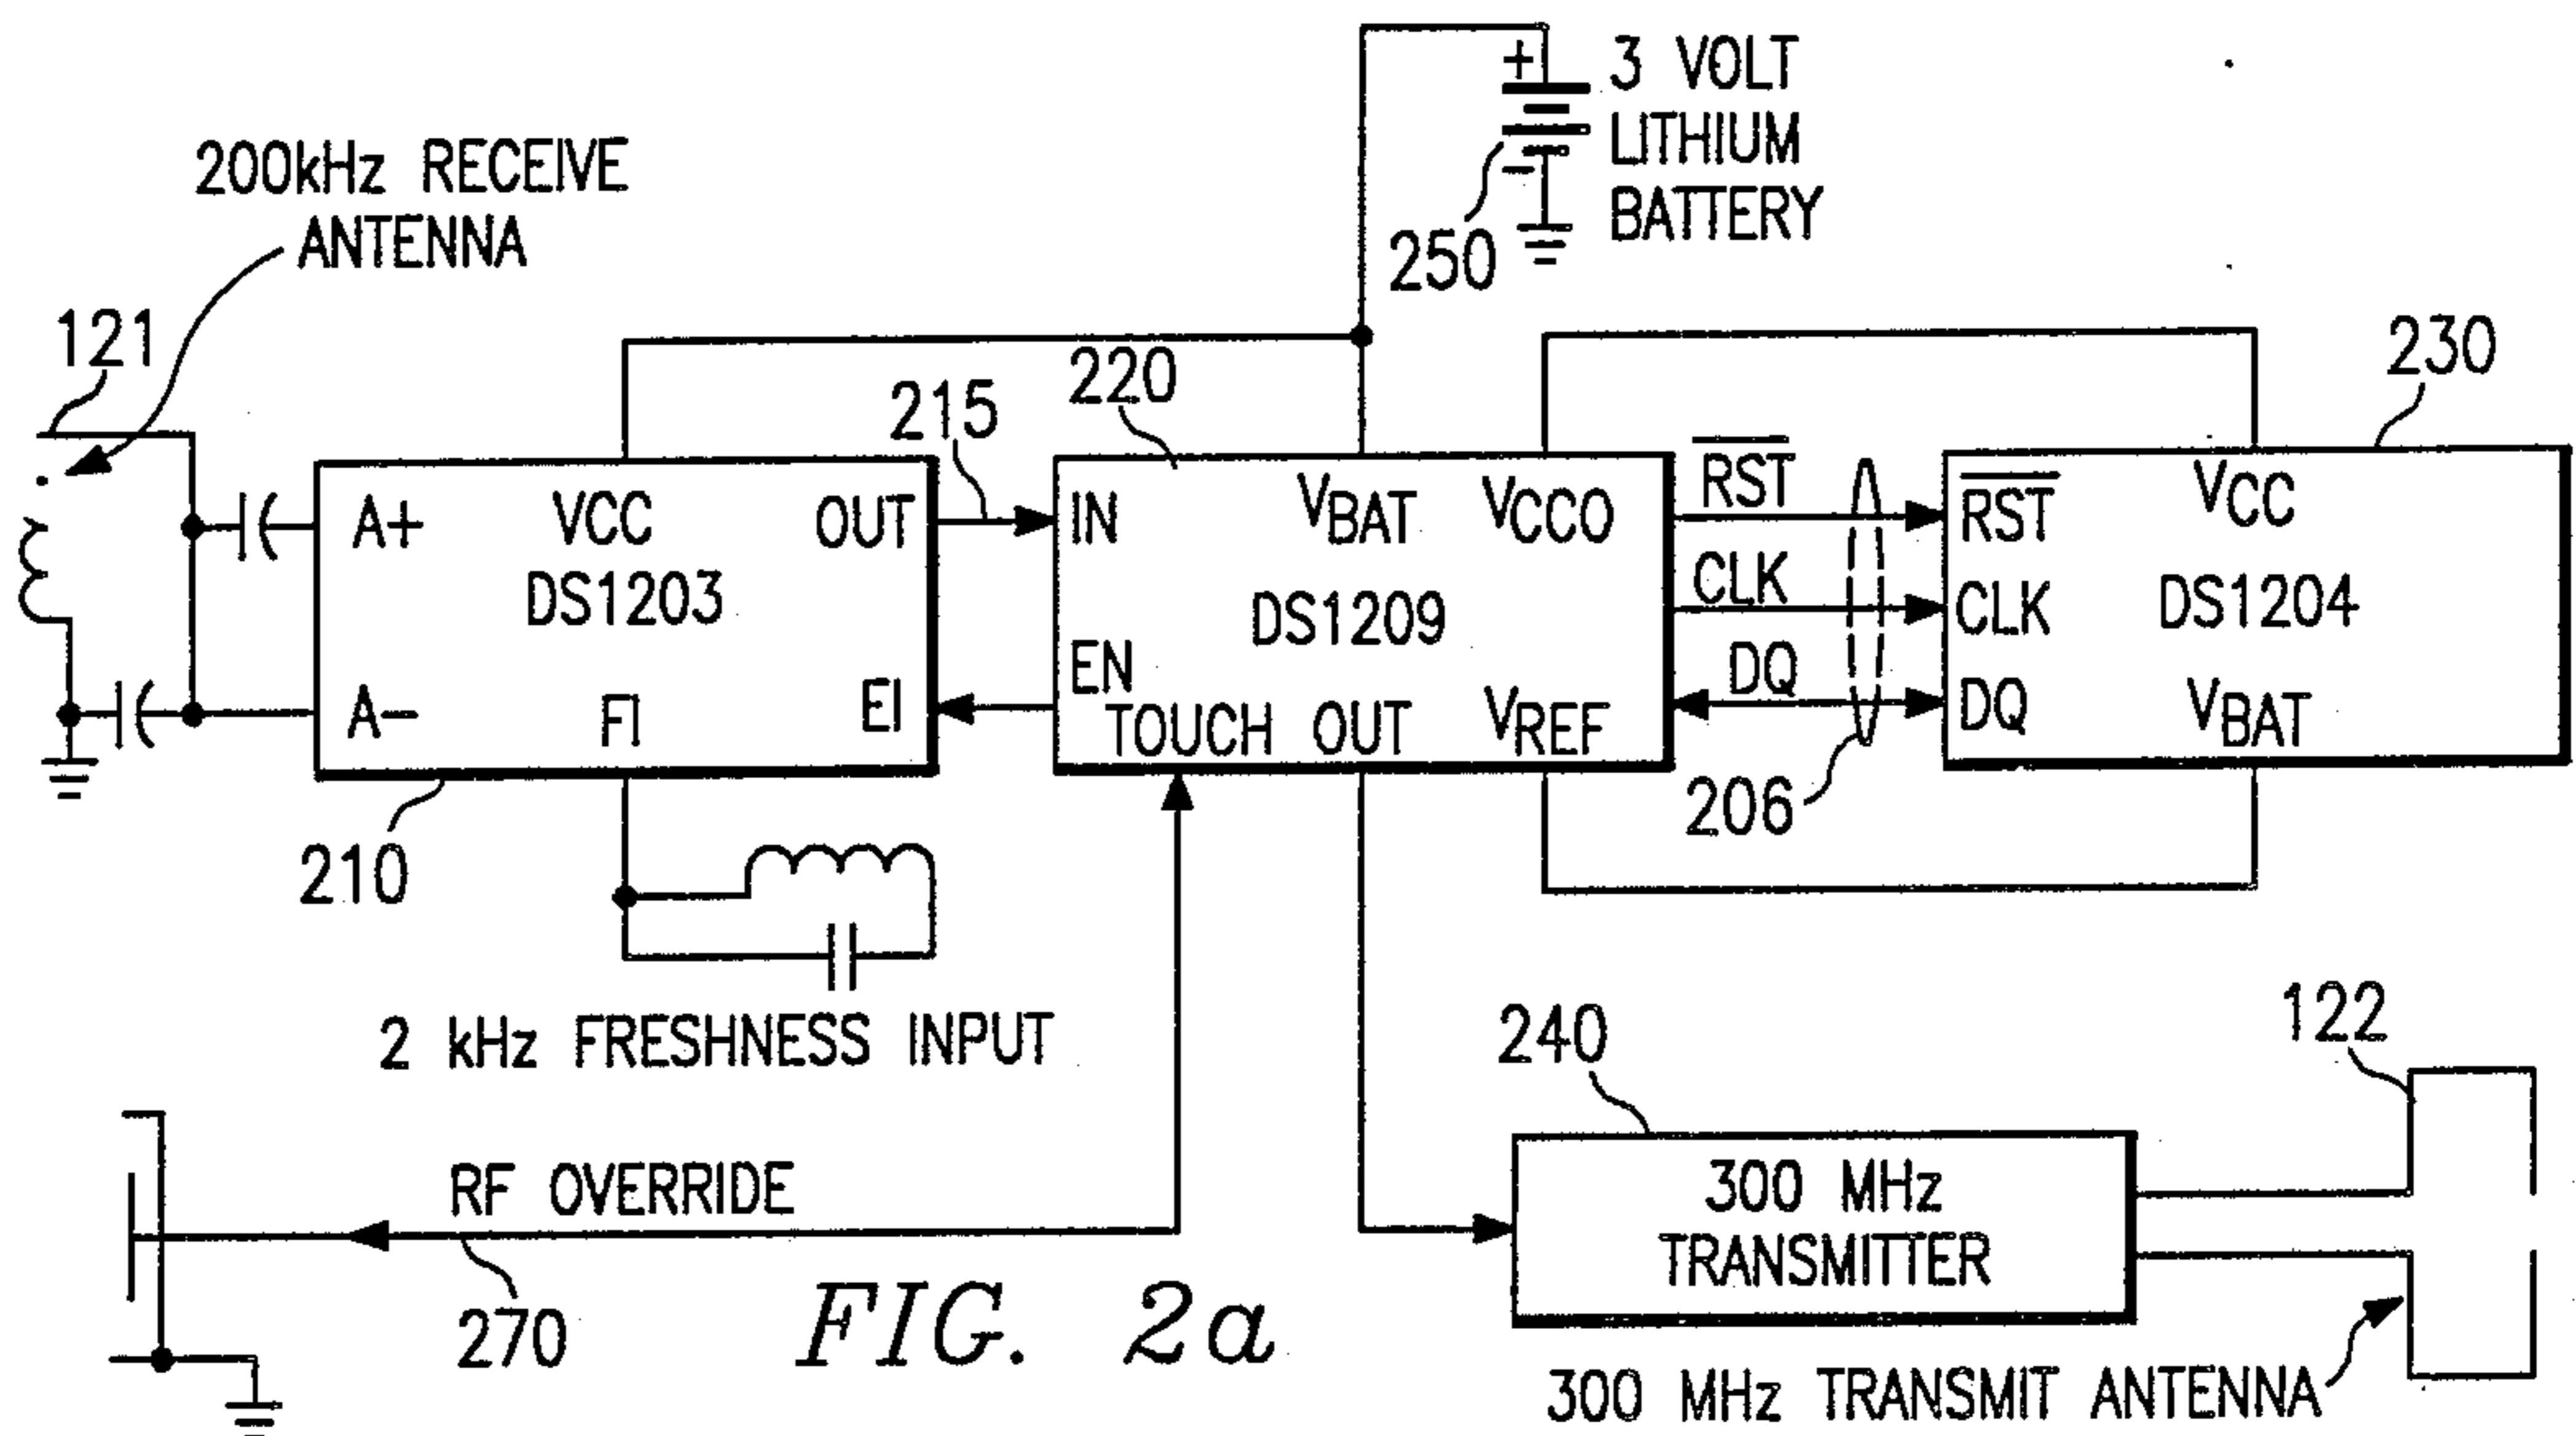 3 VOLT
LITHIUM
BATTERY
+
-
250
200kHz RECEIVE
ANTENNA
121
215
220
230
A+
VCC
OUT
DS1203
A-
FI
EI
210
IN
VBAT
VCCO
DS1209
EN
TOUCH
OUT
VREF
RST
CLK
DQ
206
RST
VCC
CLK
DS1204
DQ
VBAT
2 kHz FRESHNESS INPUT
RF OVERRIDE
270
240
122
300 MHz
TRANSMITTER
300 MHz TRANSMIT ANTENNA
FIG. 2a